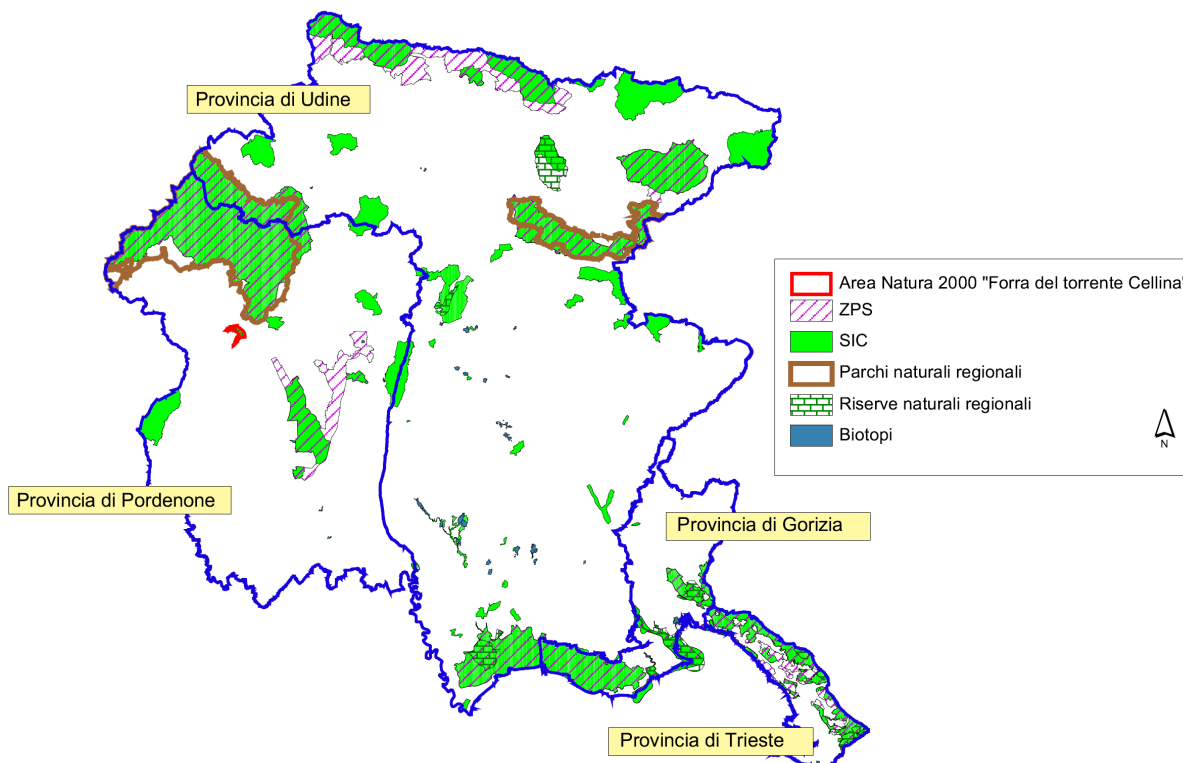 Provincia di Udine
Area Natura 2000 "Forra del torrente Cellina"
ZPS
SIC
Parchi naturali regionali
Riserve naturali regionali
Biotopi
N
Provincia di Pordenone
Provincia di Gorizia
Provincia di Trieste